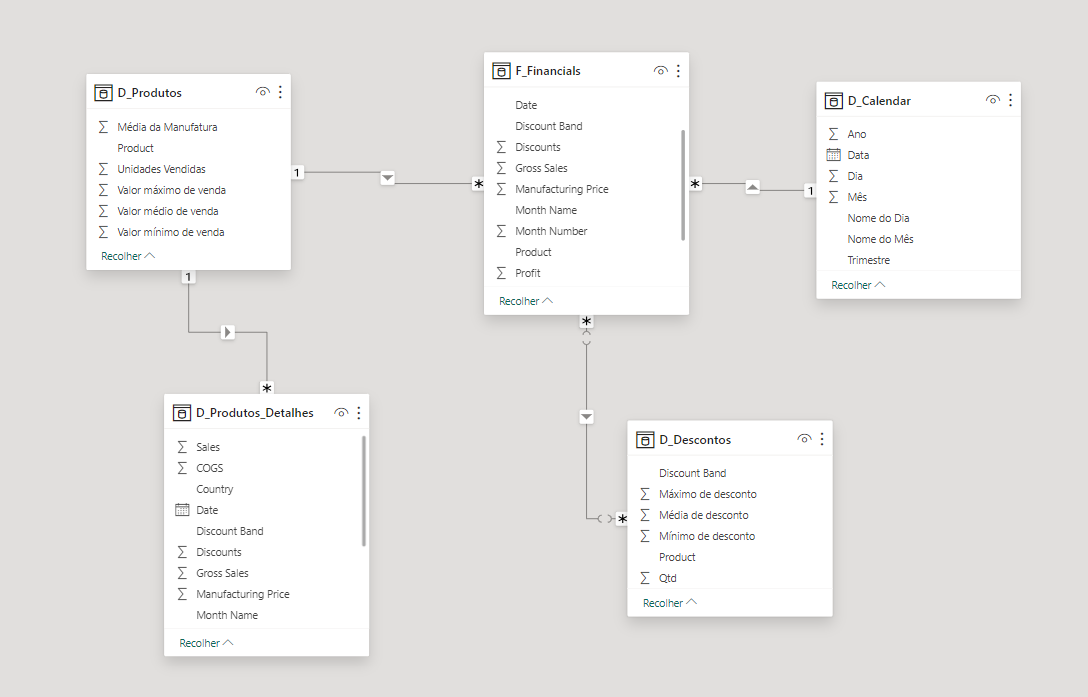 D_Produtos
Média da Manufatura
Product
Unidades Vendidas
Valor máximo de venda
Valor médio de venda
Valor mínimo de venda
Recolher
1
1
*
F_Financials
Date
Discount Band
Discounts
Gross Sales
Manufacturing Price
Month Name
Month Number
Product
Profit
Recolher
*
*
1
D_Calendar
Ano
Data
Dia
Mês
Nome do Dia
Nome do Mês
Trimestre
Recolher
*
D_Produtos_Detalhes
Sales
COGS
Country
Date
Discount Band
Discounts
Gross Sales
Manufacturing Price
Month Name
Recolher
*
D_Descontos
Discount Band
Máximo de desconto
Média de desconto
Mínimo de desconto
Product
Qtd
Recolher